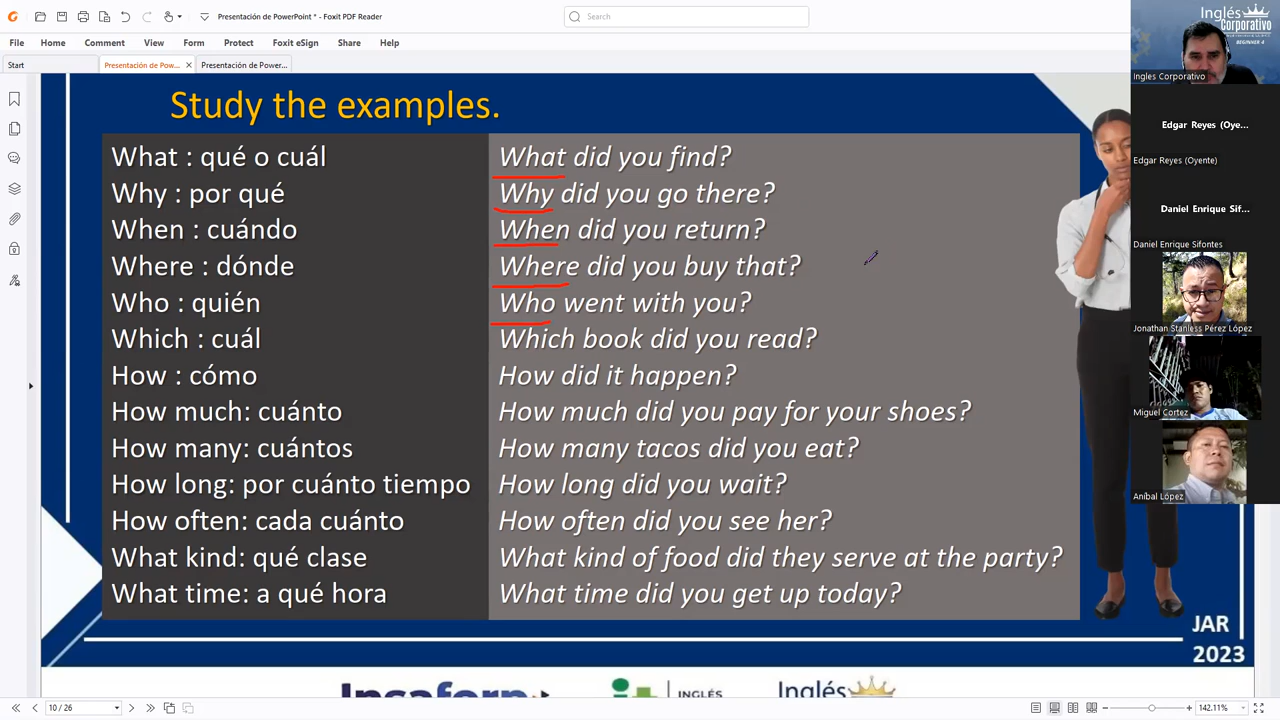 Presentación de PowerPoint * - Foxit PDF Reader
Search
File Home Comment View Form Protect Foxit eSign Share Help
Start
Presentación de Pow...
Presentación de Power...
Study the examples.
What : qué o cuál What did you find?
Why : por qué Why did you go there?
When : cuándo When did you return?
Where : dónde Where did you buy that?
Who : quién Who went with you?
Which : cuál Which book did you read?
How : cómo How did it happen?
How much: cuánto How much did you pay for your shoes?
How many: cuántos How many tacos did you eat?
How long: por cuánto tiempo How long did you wait?
How often: cada cuánto How often did you see her?
What kind: qué clase What kind of food did they serve at the party?
What time: a qué hora What time did you get up today?
JAR
2023
Insaforp
INGLÉS
Inglés
10 / 26
142.11%
Inglés
Corporativo
BEGINNER 4
Ingles Corporativo
Edgar Reyes (Oye...
Edgar Reyes (Oyente)
Daniel Enrique Sif...
Daniel Enrique Sifontes
Jonathan Stanless Pérez López
Miguel Cortez
Aníbal López